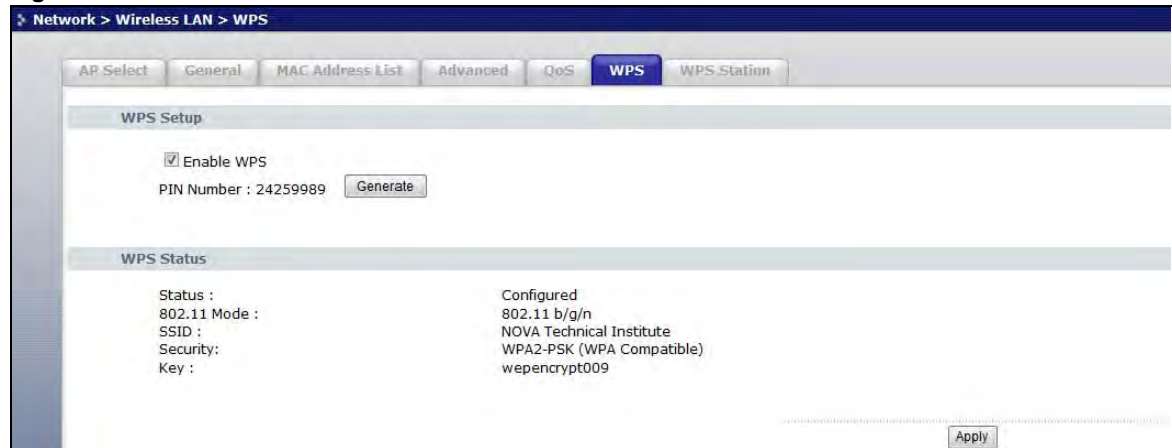 Network > Wireless LAN > WPS
AP Select General MAC Address List Advanced QoS WPS WPS Station
WPS Setup
Enable WPS
PIN Number : 24259989 Generate
WPS Status
Status : Configured
802.11 Mode : 802.11 b/g/n
SSID : NOVA Technical Institute
Security: WPA2-PSK (WPA Compatible)
Key : wepencrypt009
Apply